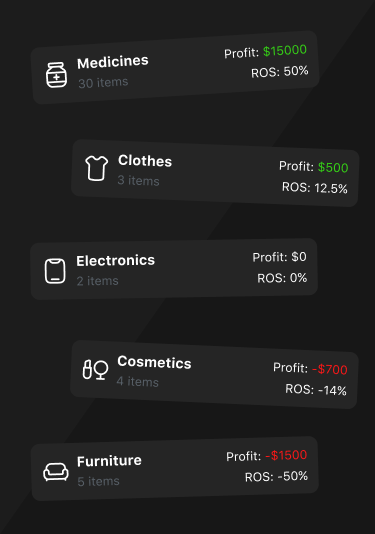 Medicines
30 items
Profit: $15000
ROS: 50%
Clothes
3 items
Profit: $500
ROS: 12.5%
Electronics
2 items
Profit: $0
ROS: 0%
Cosmetics
4 items
Profit: -$700
ROS: -14%
Furniture
5 items
Profit: -$1500
ROS: -50%